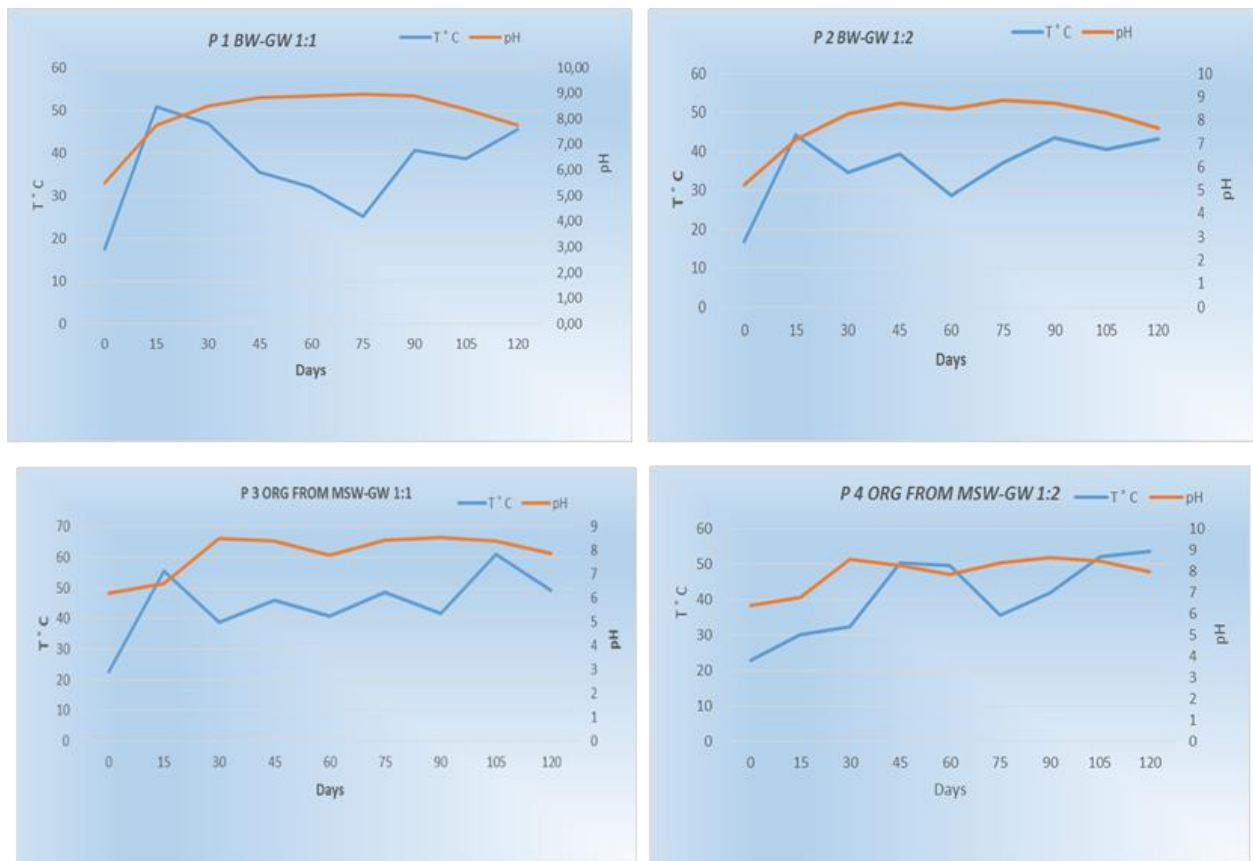 P 1 BW-GW 1:1
T˚ C
pH
60
50
40
30
20
10
0
T˚ C
10,00
9,00
8,00
7,00
6,00
5,00
4,00
3,00
2,00
1,00
0,00
pH
0 15 30 45 60 75 90 105 120
Days
P 2 BW-GW 1:2
T˚ C
pH
60
50
40
30
20
10
0
T˚ C
10
9
8
7
6
5
4
3
2
1
0
pH
0 15 30 45 60 75 90 105 120
Days
P 3 ORG FROM MSW-GW 1:1
T˚ C
pH
70
60
50
40
30
20
10
0
T˚ C
9
8
7
6
5
4
3
2
1
0
pH
0 15 30 45 60 75 90 105 120
Days
P 4 ORG FROM MSW-GW 1:2
T˚ C
pH
60
50
40
30
20
10
0
T˚ C
10
9
8
7
6
5
4
3
2
1
0
pH
0 15 30 45 60 75 90 105 120
Days